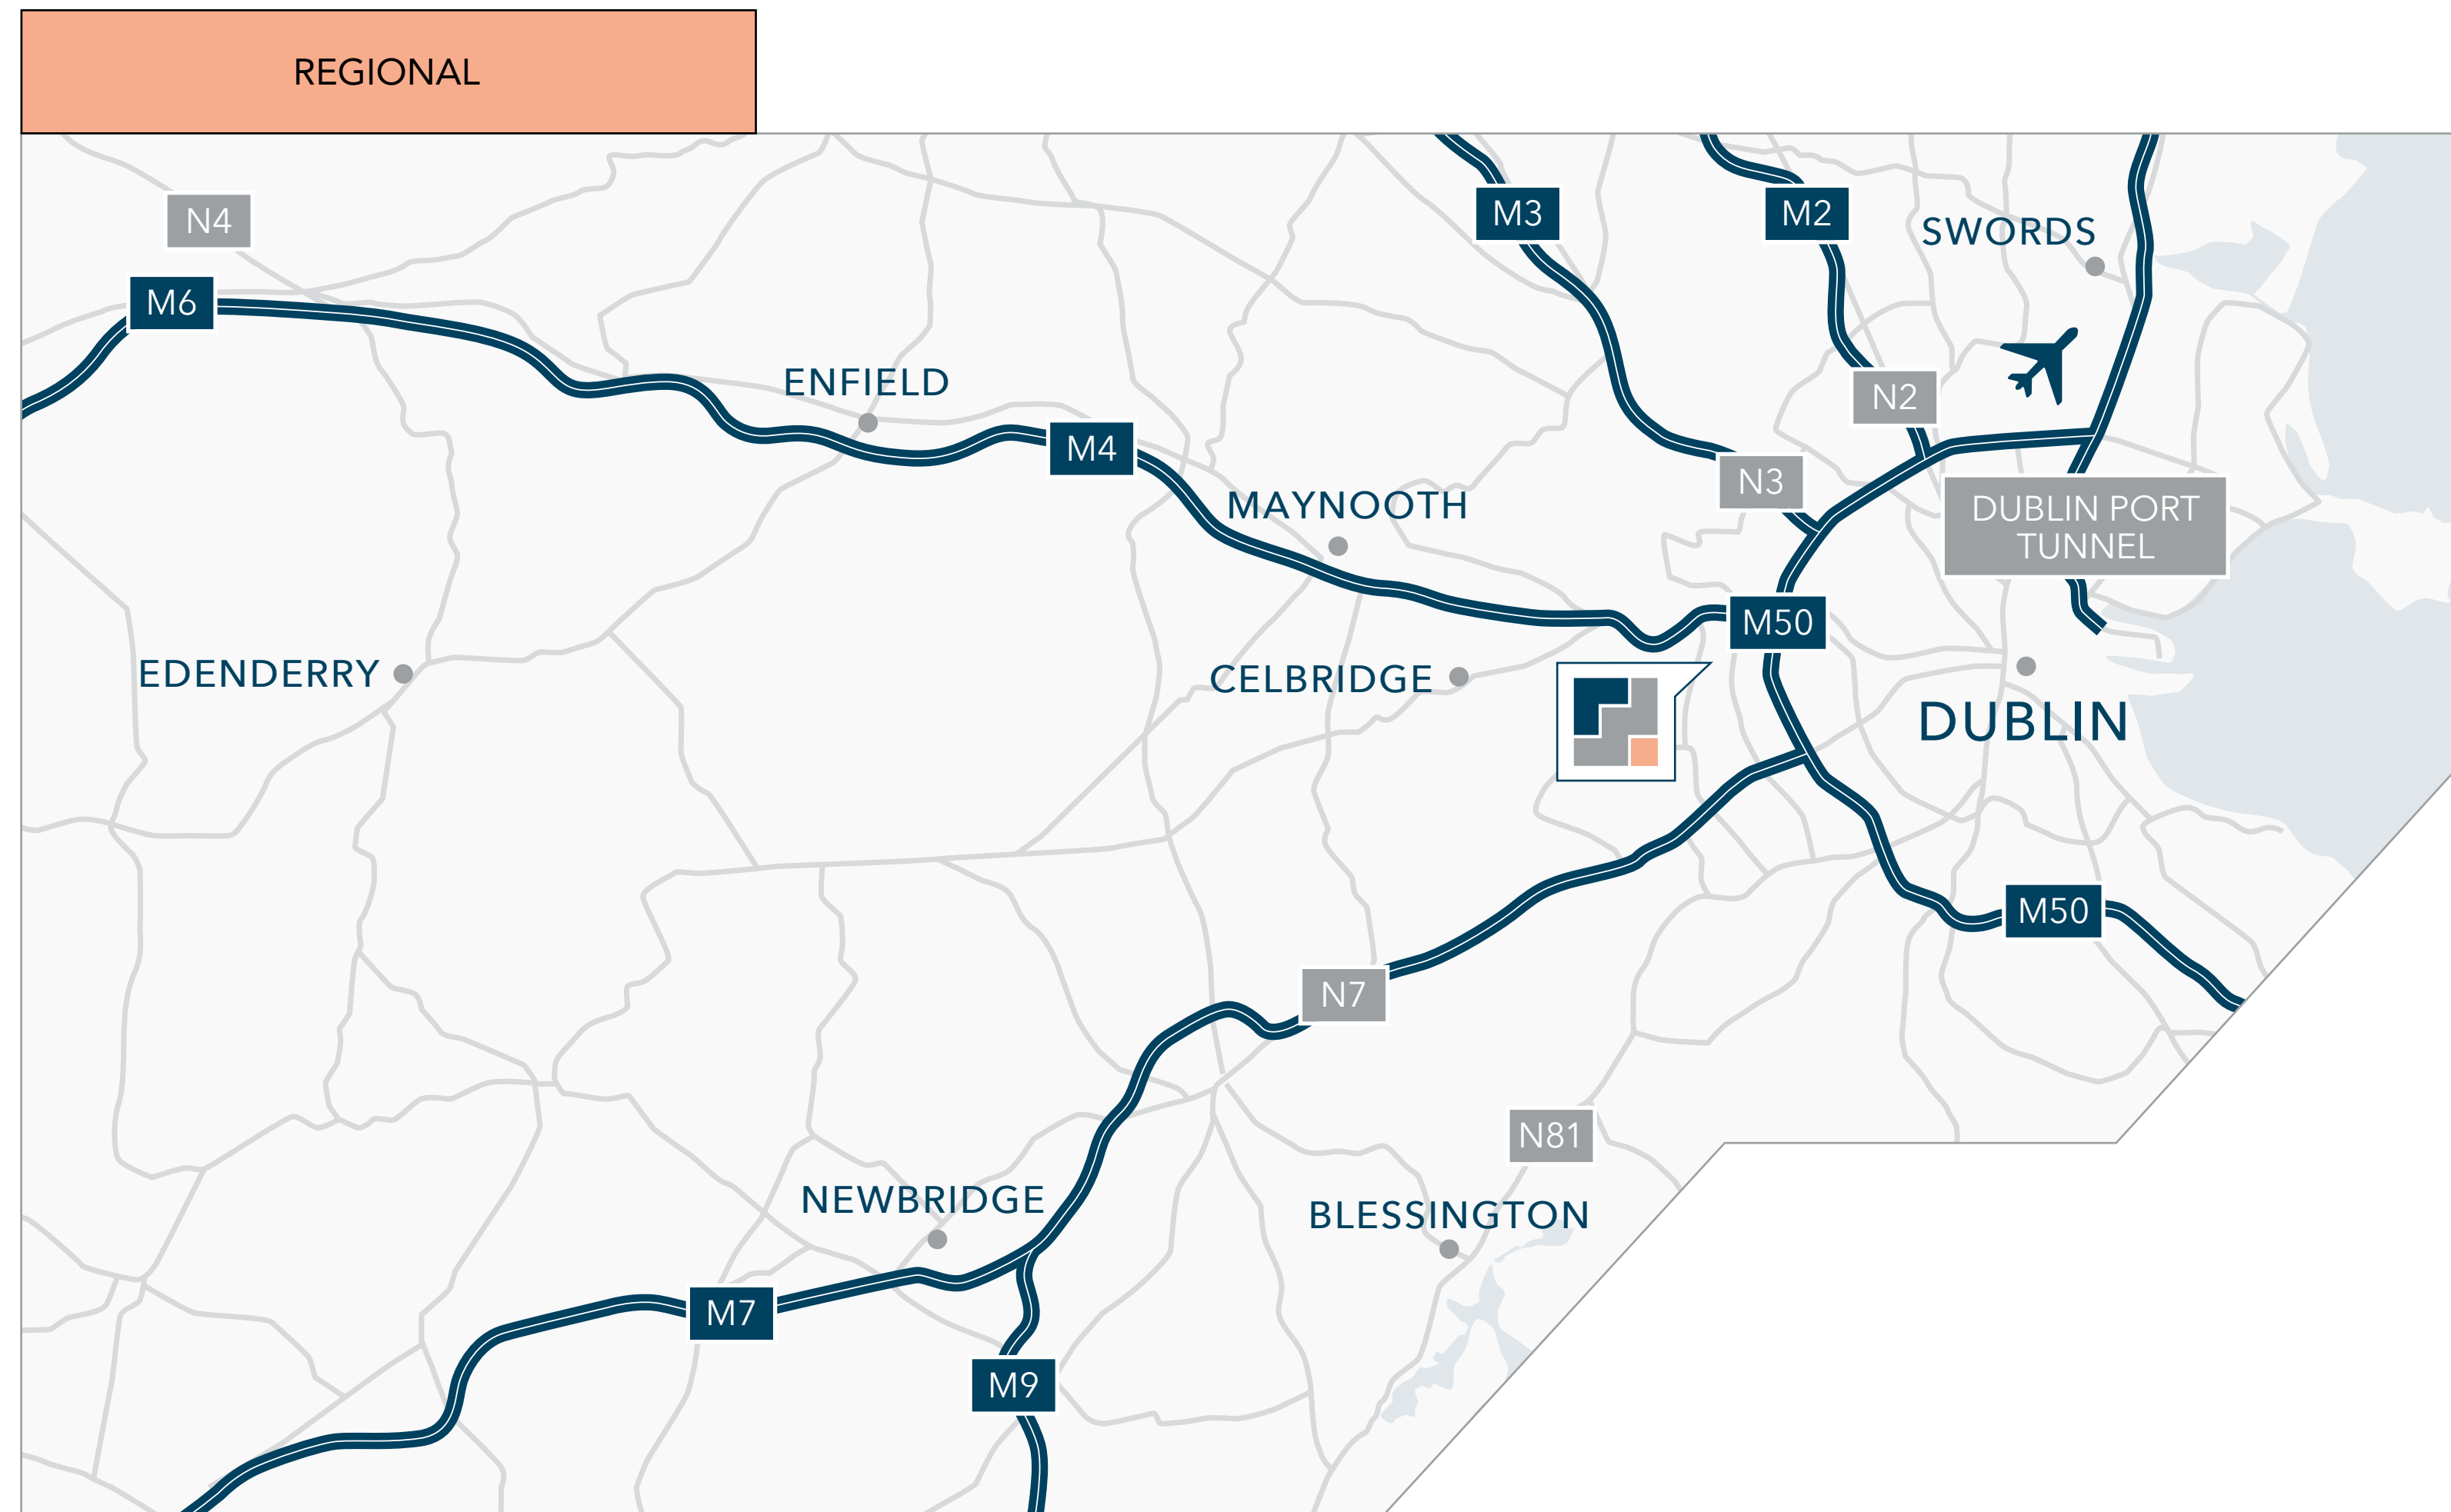 REGIONAL
N4
M3
M2
SWORDS
M6
ENFIELD
N2
M4
N3
MAYNOOTH
DUBLIN PORT
TUNNEL
M50
EDENDERRY
CELBRIDGE
DUBLIN
M50
N7
N81
NEWBRIDGE
BLESSINGTON
M7
M9